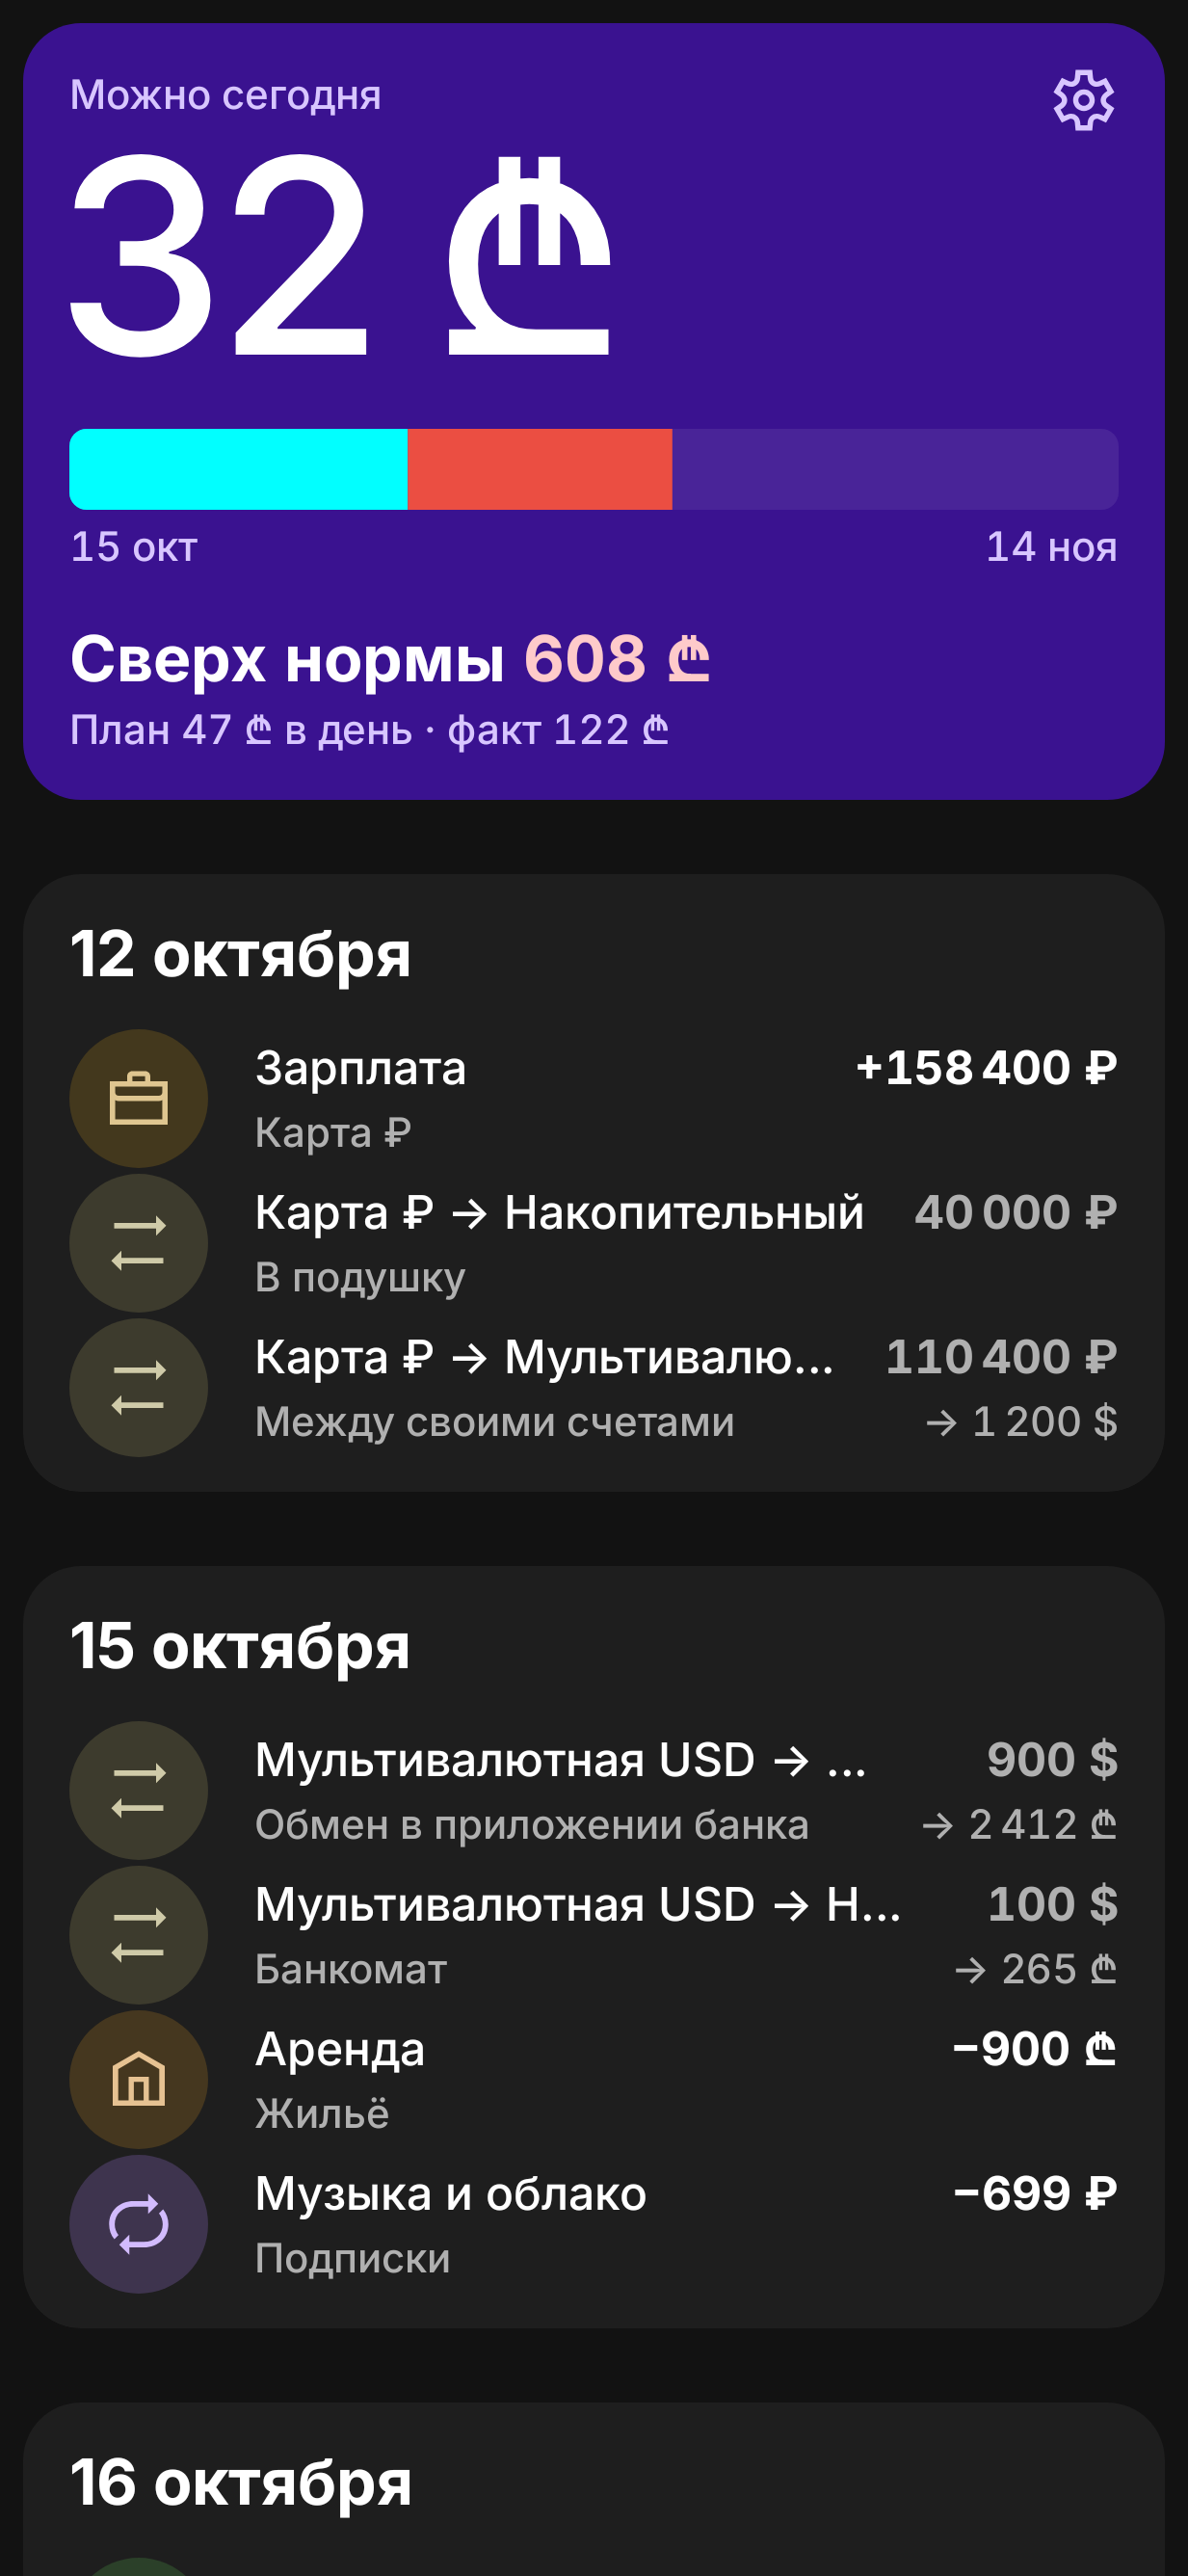 Можно сегодня
32 ₾
15 окт 14 ноя
Сверх нормы 608 ₾
План 47 ₾ в день · факт 122 ₾
12 октября
Зарплата +158 400 ₽
Карта ₽
Карта ₽ → Накопительный 40 000 ₽
В подушку
Карта ₽ → Мультивалю... 110 400 ₽
Между своими счетами → 1 200 $
15 октября
Мультивалютная USD → ... 900 $
Обмен в приложении банка → 2 412 ₾
Мультивалютная USD → Н... 100 $
Банкомат → 265 ₾
Аренда −900 ₾
Жильё
Музыка и облако −699 ₽
Подписки
16 октября